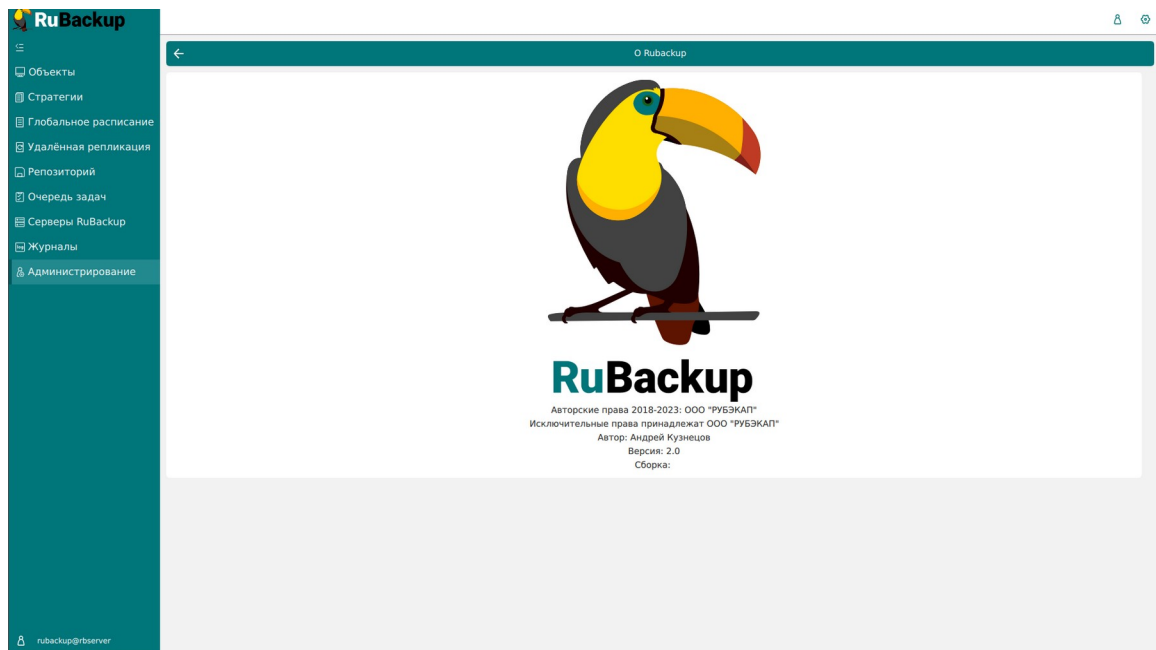 RuBackup
Объекты
Стратегии
Глобальное расписание
Удалённая репликация
Репозиторий
Очередь задач
Серверы RuBackup
Журналы
Администрирование
rubackup@rbserver
О Rubackup
RuBackup
Авторские права 2018-2023: ООО "РУБЭКАП"
Исключительные права принадлежат ООО "РУБЭКАП"
Автор: Андрей Кузнецов
Версия: 2.0
Сборка: